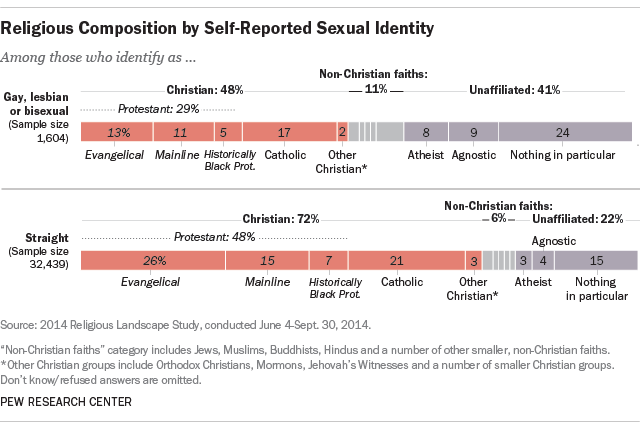 Religious Composition by Self-Reported Sexual Identity
Among those who identify as ...
Non-Christian faiths:
Christian: 48% 11% Unaffiliated: 41%
Gay, lesbian
or bisexual
(Sample size
1,604)
Protestant: 29%
13% 11 5 17 2 8 9 24
Evangelical Mainline Historically Black Prot. Catholic Other Christian* Atheist Agnostic Nothing in particular
Non-Christian faiths:
Christian: 72% 6% Unaffiliated: 22%
Straight
(Sample size
32,439)
Protestant: 48%
Agnostic
26% 15 7 21 3 3 4 15
Evangelical Mainline Historically Black Prot. Catholic Other Christian* Atheist Nothing in particular
Source: 2014 Religious Landscape Study, conducted June 4-Sept. 30, 2014.
"Non-Christian faiths" category includes Jews, Muslims, Buddhists, Hindus and a number of other smaller, non-Christian faiths.
*Other Christian groups include Orthodox Christians, Mormons, Jehovah's Witnesses and a number of smaller Christian groups.
Don't know/refused answers are omitted.
PEW RESEARCH CENTER